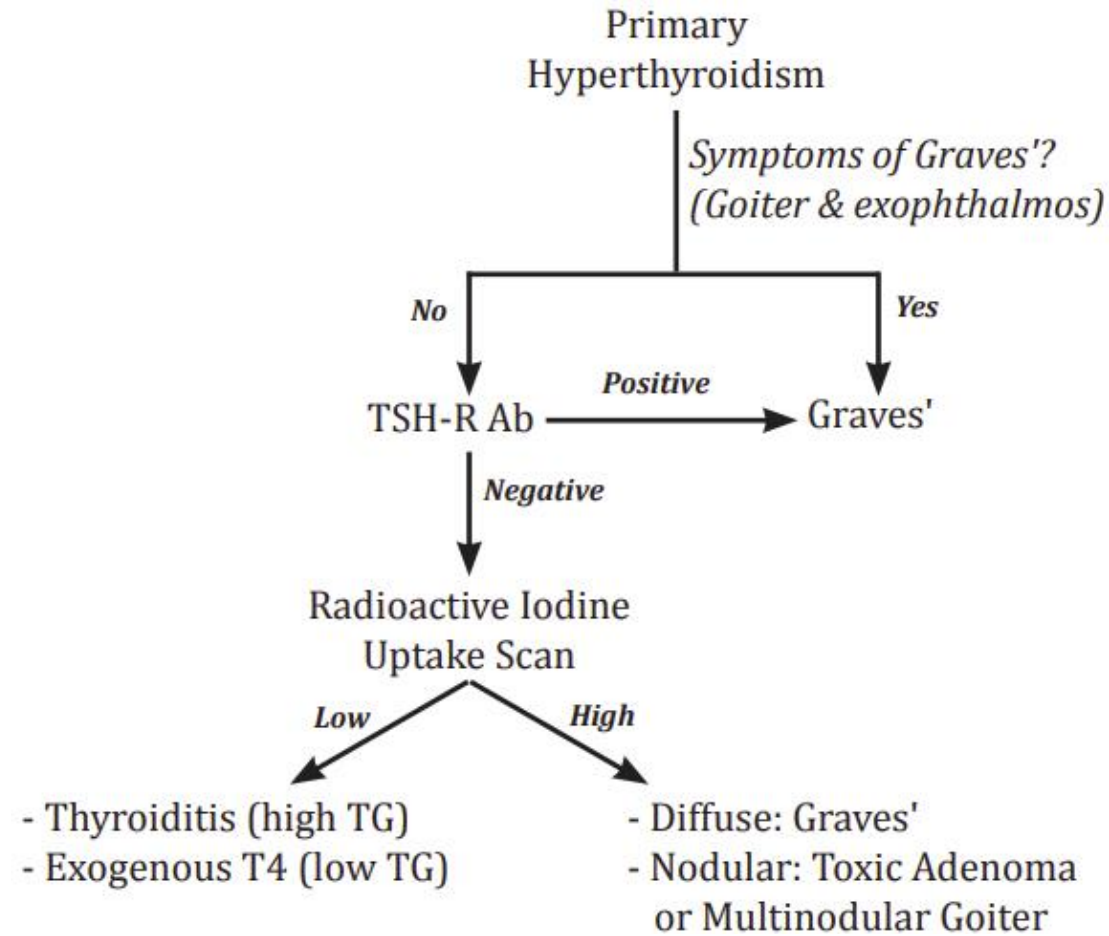 Primary
Hyperthyroidism
Symptoms of Graves'?
(Goiter & exophthalmos)
No
Yes
Positive
TSH-R Ab
Graves'
Negative
Radioactive Iodine
Uptake Scan
Low
High
- Thyroiditis (high TG)
- Exogenous T4 (low TG)
- Diffuse: Graves'
- Nodular: Toxic Adenoma
or Multinodular Goiter